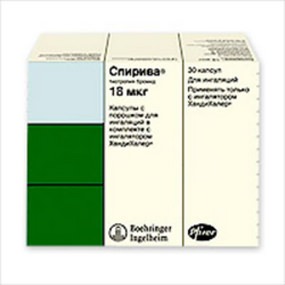 Спирива®
тиотропия бромид
18 мкг
Капсулы с
порошком для
ингаляций в
комплекте с
ингалятором
ХандиХалер®
Boehringer
Ingelheim
30 капсул
Для ингаляций
Применять только
с ингалятором
ХандиХалер®
Pfizer